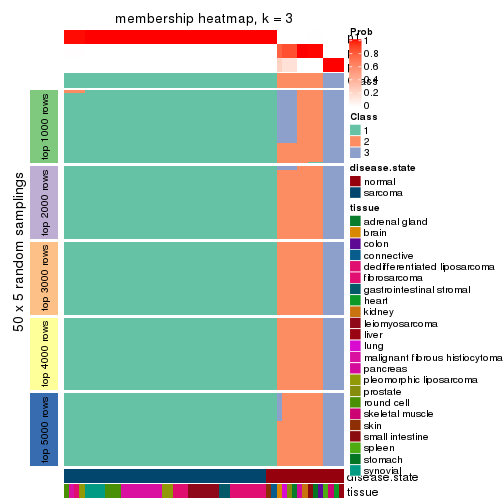 membership heatmap, k = 3
50 x 5 random samplings
top 1000 rows
top 2000 rows
top 3000 rows
top 4000 rows
top 5000 rows
disease.state
tissue
Prob
1
0.8
0.6
0.4
0.2
0
Class
1
2
3
disease.state
normal
sarcoma
tissue
adrenal gland
brain
colon
connective
dedifferentiated liposarcoma
fibrosarcoma
gastrointestinal stromal
heart
kidney
leiomyosarcoma
liver
lung
malignant fibrous histiocytoma
pancreas
pleomorphic liposarcoma
prostate
round cell
skeletal muscle
skin
small intestine
spleen
stomach
synovial